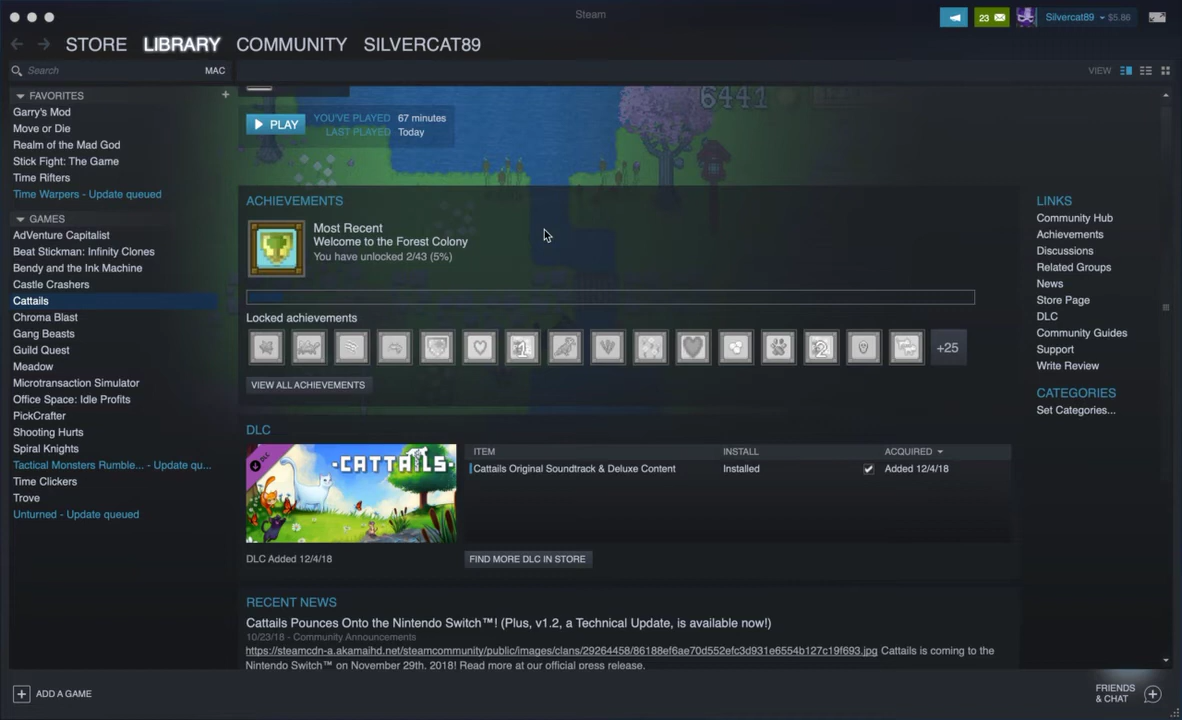 Steam
23
Silvercat89
$5.86
STORE
LIBRARY
COMMUNITY
SILVERCAT89
Search
MAC
VIEW
FAVORITES
+
Garry's Mod
Move or Die
Realm of the Mad God
Stick Fight: The Game
Time Rifters
Time Warpers - Update queued
GAMES
AdVenture Capitalist
Beat Stickman: Infinity Clones
Bendy and the Ink Machine
Castle Crashers
Cattails
Chroma Blast
Gang Beasts
Guild Quest
Meadow
Microtransaction Simulator
Office Space: Idle Profits
PickCrafter
Shooting Hurts
Spiral Knights
Tactical Monsters Rumble... - Update qu...
Time Clickers
Trove
Unturned - Update queued
6441
PLAY
YOU'VE PLAYED 67 minutes
LAST PLAYED Today
ACHIEVEMENTS
Most Recent
Welcome to the Forest Colony
You have unlocked 2/43 (5%)
Locked achievements
+25
VIEW ALL ACHIEVEMENTS
DLC
-CATTAILS-
DLC Added 12/4/18
ITEM
INSTALL
ACQUIRED
Cattails Original Soundtrack & Deluxe Content
Installed
Added 12/4/18
FIND MORE DLC IN STORE
RECENT NEWS
Cattails Pounces Onto the Nintendo Switch™! (Plus, v1.2, a Technical Update, is available now!)
10/23/18 - Community Announcements
https://steamcdn-a.akamaihd.net/steamcommunity/public/images/clans/29264458/86188ef6ae70d552efc3d931e6554b127c19f693.jpg Cattails is coming to the
Nintendo Switch™ on November 29th, 2018! Read more at our official press release.
LINKS
Community Hub
Achievements
Discussions
Related Groups
News
Store Page
DLC
Community Guides
Support
Write Review
CATEGORIES
Set Categories...
ADD A GAME
FRIENDS
& CHAT